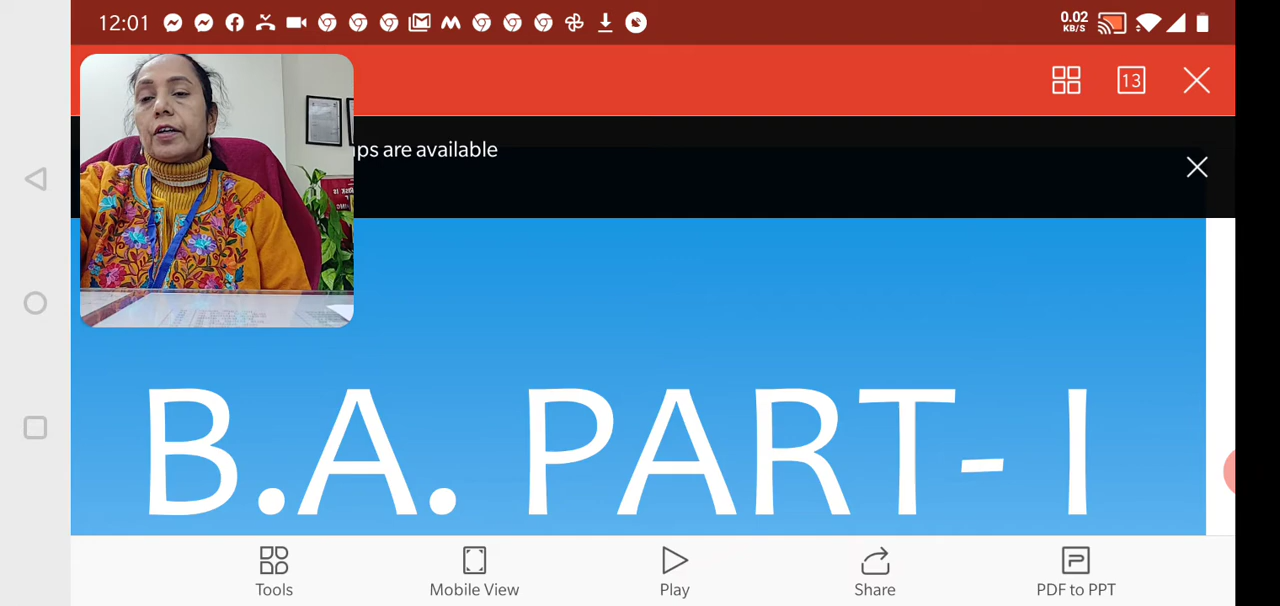 12:01
0.02
KB/S
13
ps are available
B.A. PART- I
Tools
Mobile View
Play
Share
PDF to PPT